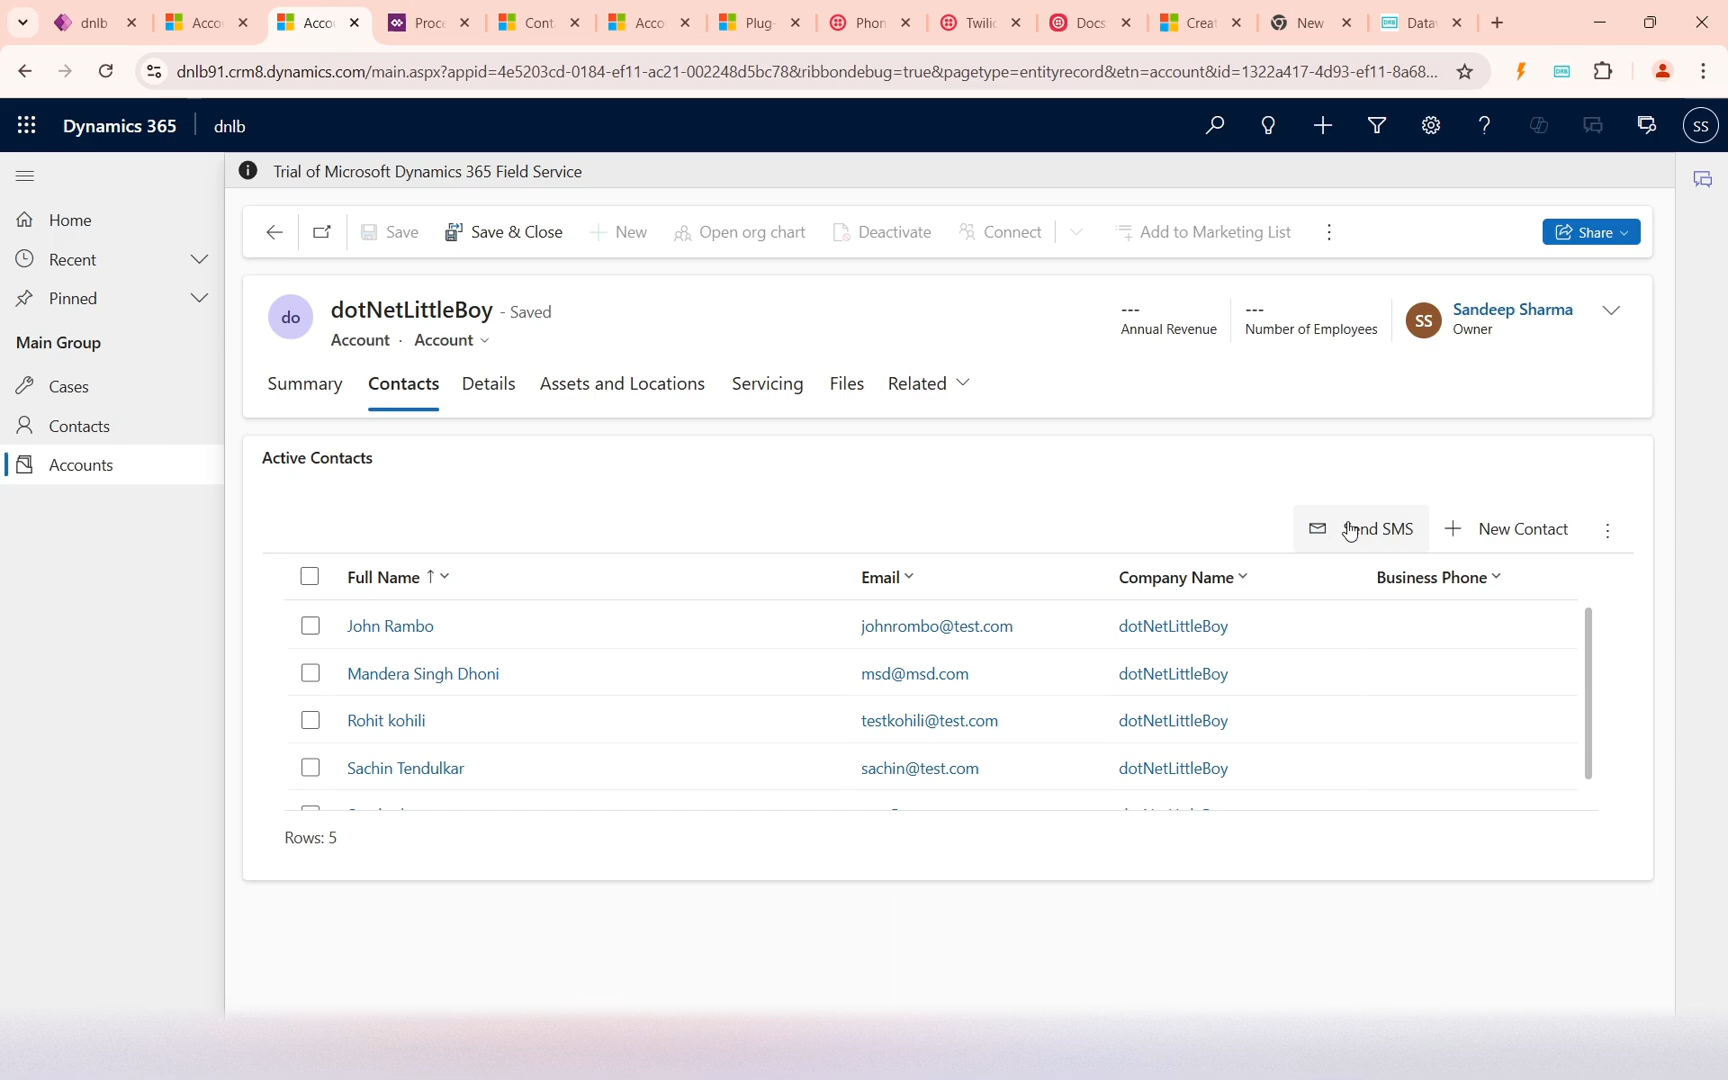 dnlb
Acco
Acco
Proce
Cont
Acco
Plug-
Phon
Twilio
Docs
Creat
New
Data
dnlb91.crm8.dynamics.com/main.aspx?appid=4e5203cd-0184-ef11-ac21-002248d5bc78&ribbondebug=true&pagetype=entityrecord&etn=account&id=1322a417-4d93-ef11-8a68...
DRB
Dynamics 365
dnlb
SS
Trial of Microsoft Dynamics 365 Field Service
Home
Recent
Pinned
Main Group
Cases
Contacts
Accounts
Save
Save & Close
New
Open org chart
Deactivate
Connect
Add to Marketing List
Share
do
dotNetLittleBoy - Saved
Account · Account
---
Annual Revenue
---
Number of Employees
SS
Sandeep Sharma
Owner
Summary
Contacts
Details
Assets and Locations
Servicing
Files
Related
Active Contacts
Send SMS
New Contact
Full Name
Email
Company Name
Business Phone
John Rambo johnrombo@test.com dotNetLittleBoy
Mandera Singh Dhoni msd@msd.com dotNetLittleBoy
Rohit kohili testkohili@test.com dotNetLittleBoy
Sachin Tendulkar sachin@test.com dotNetLittleBoy
Rows: 5